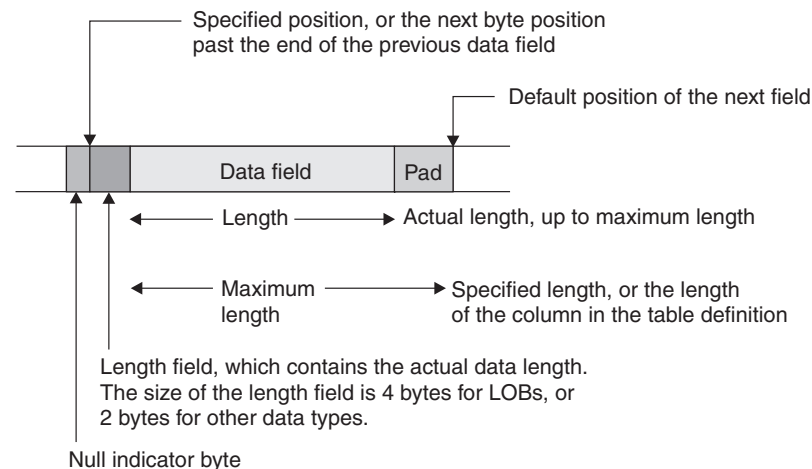 Specified position, or the next byte position
past the end of the previous data field
Default position of the next field
Data field
Pad
Length
Actual length, up to maximum length
Maximum
length
Specified length, or the length
of the column in the table definition
Length field, which contains the actual data length.
The size of the length field is 4 bytes for LOBs, or
2 bytes for other data types.
Null indicator byte